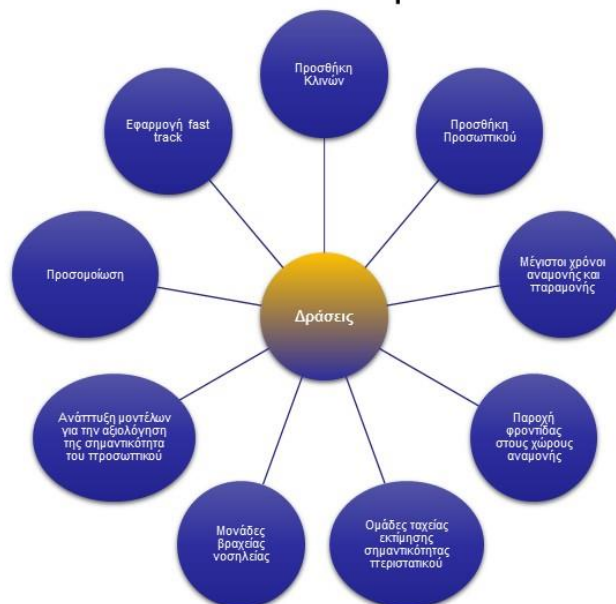 Προσθήκη
Κλινών
Προσθήκη
Προσωπικού
Μέγιστοι χρόνοι
αναμονής και
παραμονής
Παροχή
φροντίδας
στους χώρους
αναμονής
Ομάδες ταχείας
εκτίμησης
σημαντικότητας
περιστατικού
Μονάδες
βραχείας
νοσηλείας
Ανάπτυξη μοντέλων
για την αξιολόγηση
της σημαντικότητα
του προσωπικού
Προσομοίωση
Εφαρμογή fast
track
Δράσεις